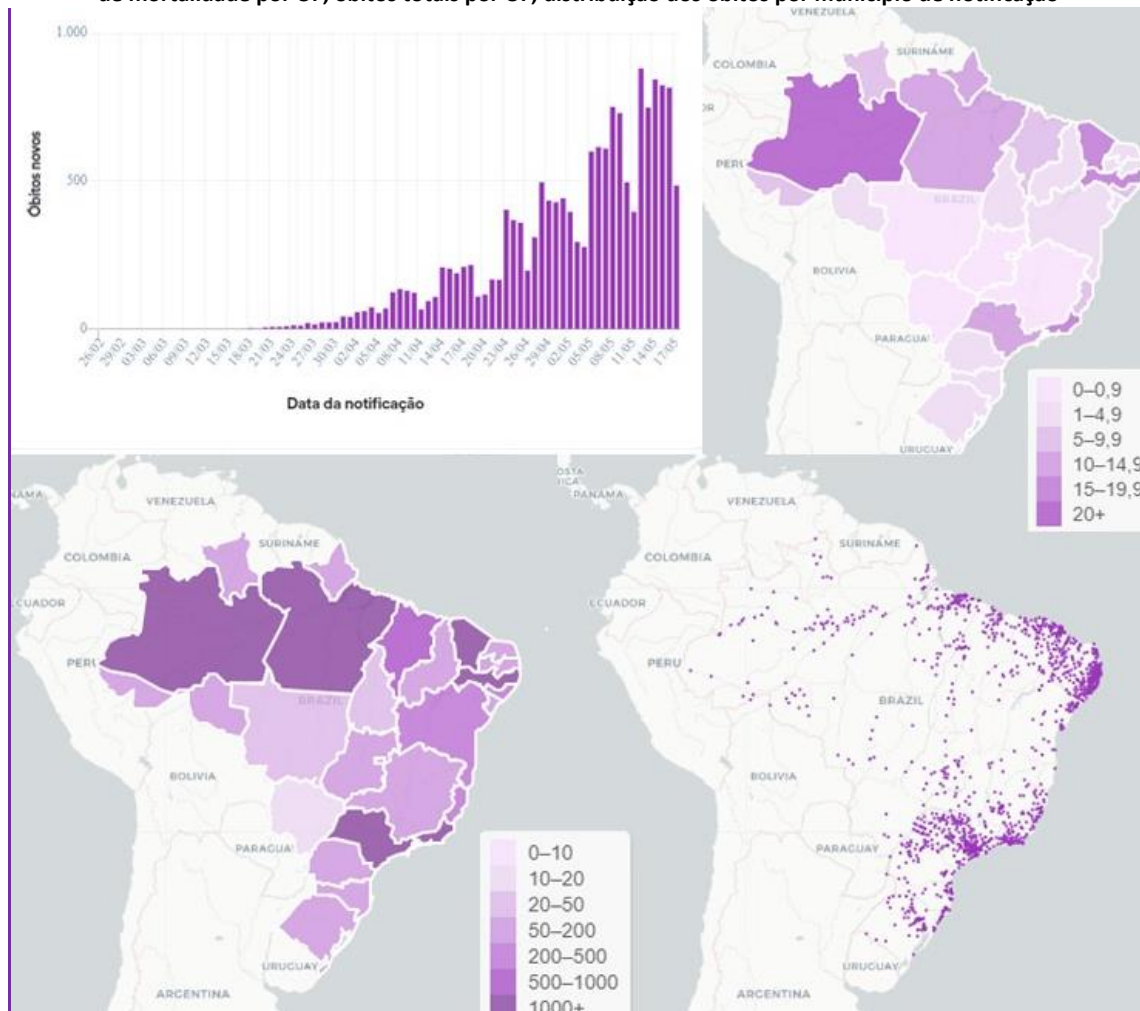 de mortalidade por UF, óbitos totais por UF, distribuição dos óbitos por município de notificação
1.000
500
0
Óbitos novos
26/02
29/02
03/03
06/03
09/03
12/03
15/03
18/03
21/03
24/03
27/03
30/03
02/04
05/04
08/04
11/04
14/04
17/04
20/04
23/04
26/04
29/04
02/05
05/05
08/05
11/05
14/05
17/05
Data da notificação
VENEZUELA
SURINAME
COLOMBIA
PERU
BRAZIL
BOLIVIA
PARAGUA
URUGUAY
0–0,9
1–4,9
5–9,9
10–14,9
15–19,9
20+
NAMA
VENEZUELA
SURINAME
COLOMBIA
ECUADOR
PERU
BRAZIL
BOLIVIA
PARAGUA
URUGUAY
ARGENTINA
0–10
10–20
20–50
50–200
200–500
500–1000
1000+
OSTA
ICA
PANAMA
VENEZUELA
SURINAME
COLOMBIA
ECUADOR
PERU
BRAZIL
BOLIVIA
PARAGUAY
URUGUAY
ARGENTINA